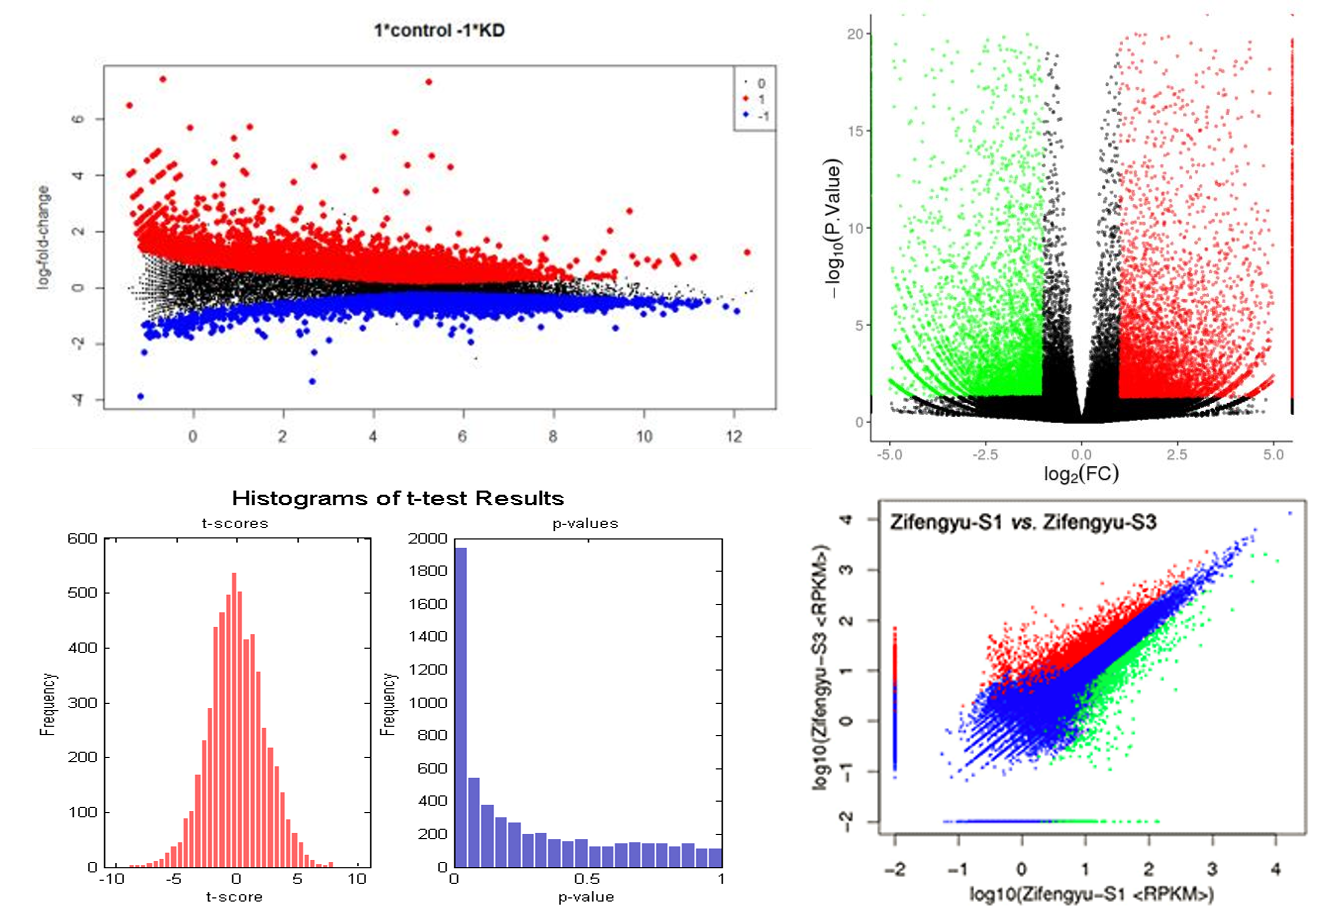 1*control -1*KD
0
1
-1
log-fold-change
6
4
2
0
-2
-4
0 2 4 6 8 10 12
−log10(P.Value)
20
15
10
5
0
-5.0 -2.5 0.0 2.5 5.0
log2(FC)
Histograms of t-test Results
t-scores
Frequency
600
500
400
300
200
100
0
-10 -5 0 5 10
t-score
p-values
Frequency
2000
1800
1600
1400
1200
1000
800
600
400
200
0
0 0.5 1
p-value
Zifengyu-S1 vs. Zifengyu-S3
log10(Zifengyu−S3 <RPKM>)
4
3
2
1
0
−1
−2
−2 −1 0 1 2 3 4
log10(Zifengyu−S1 <RPKM>)